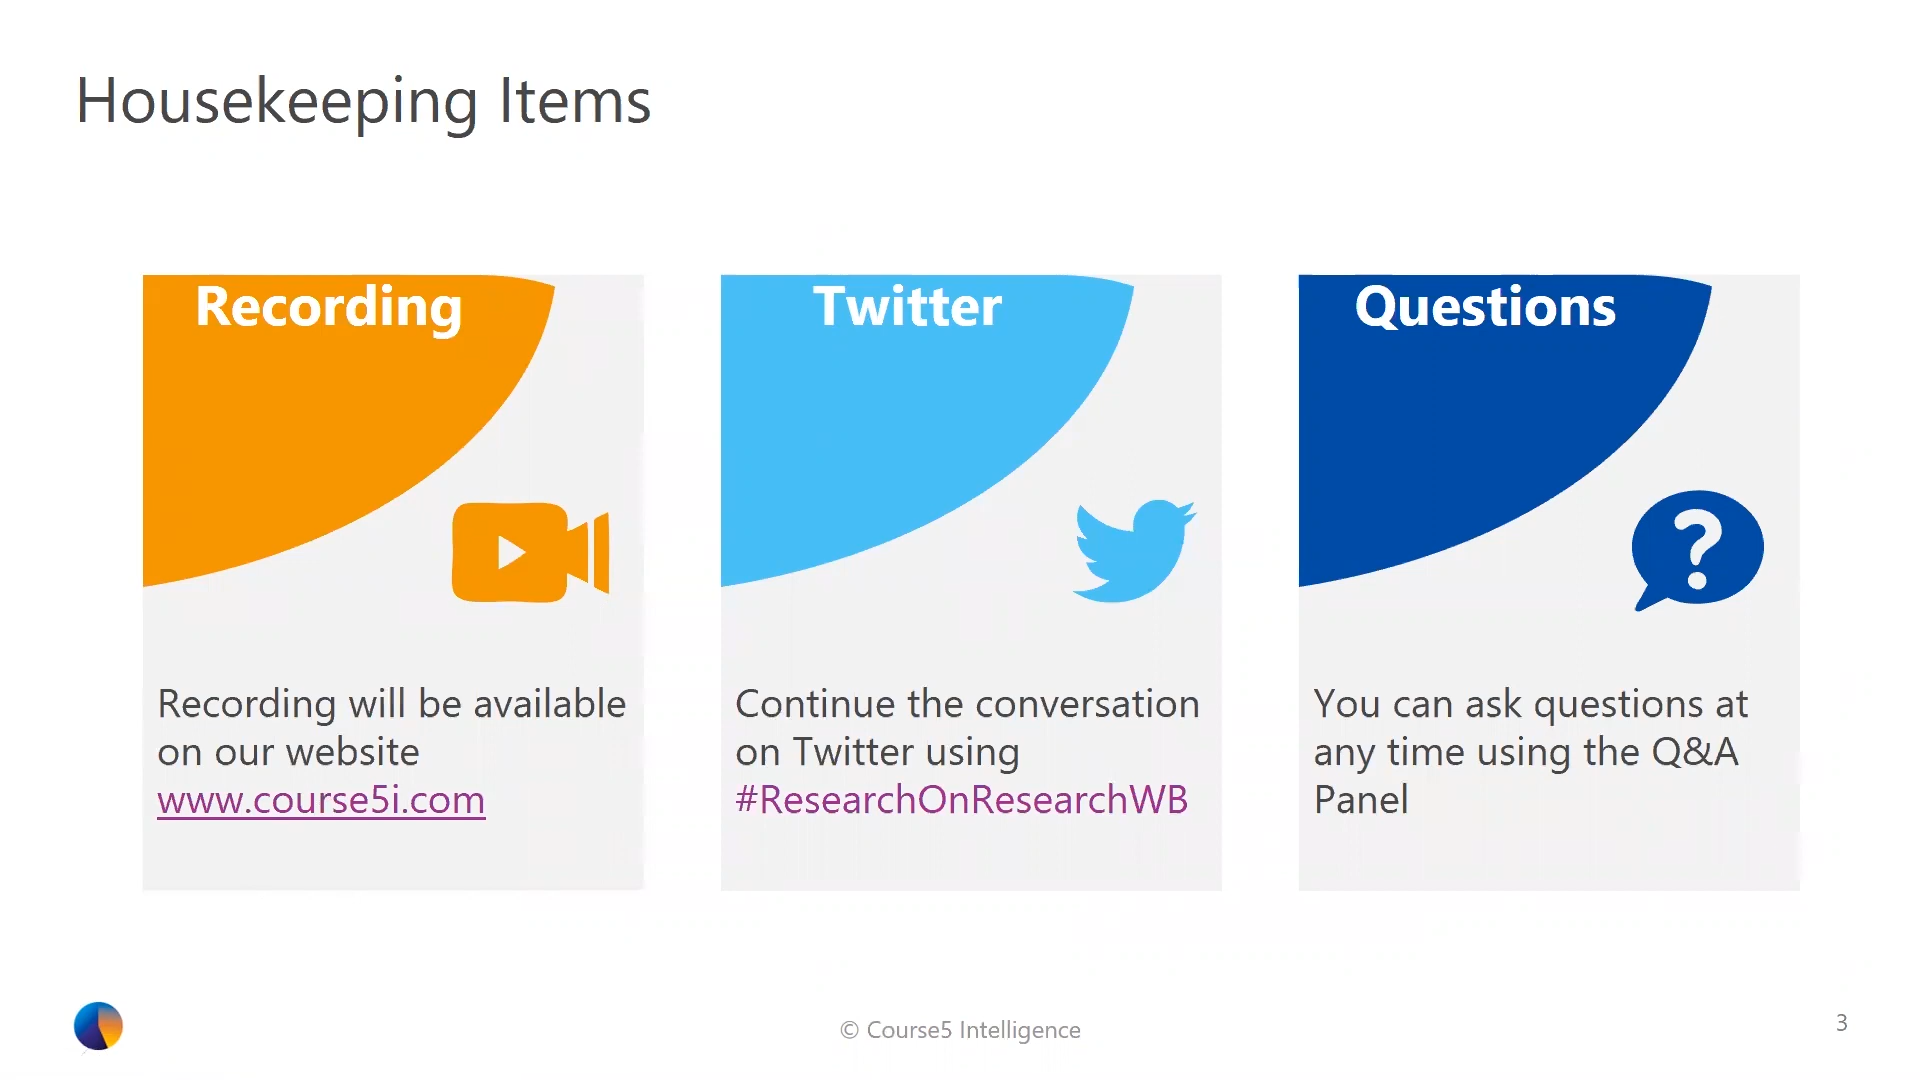 Housekeeping Items
Recording
Recording will be available
on our website
www.course5i.com
Twitter
Continue the conversation
on Twitter using
#ResearchOnResearchWB
Questions
You can ask questions at
any time using the Q&A
Panel
© Course5 Intelligence
3